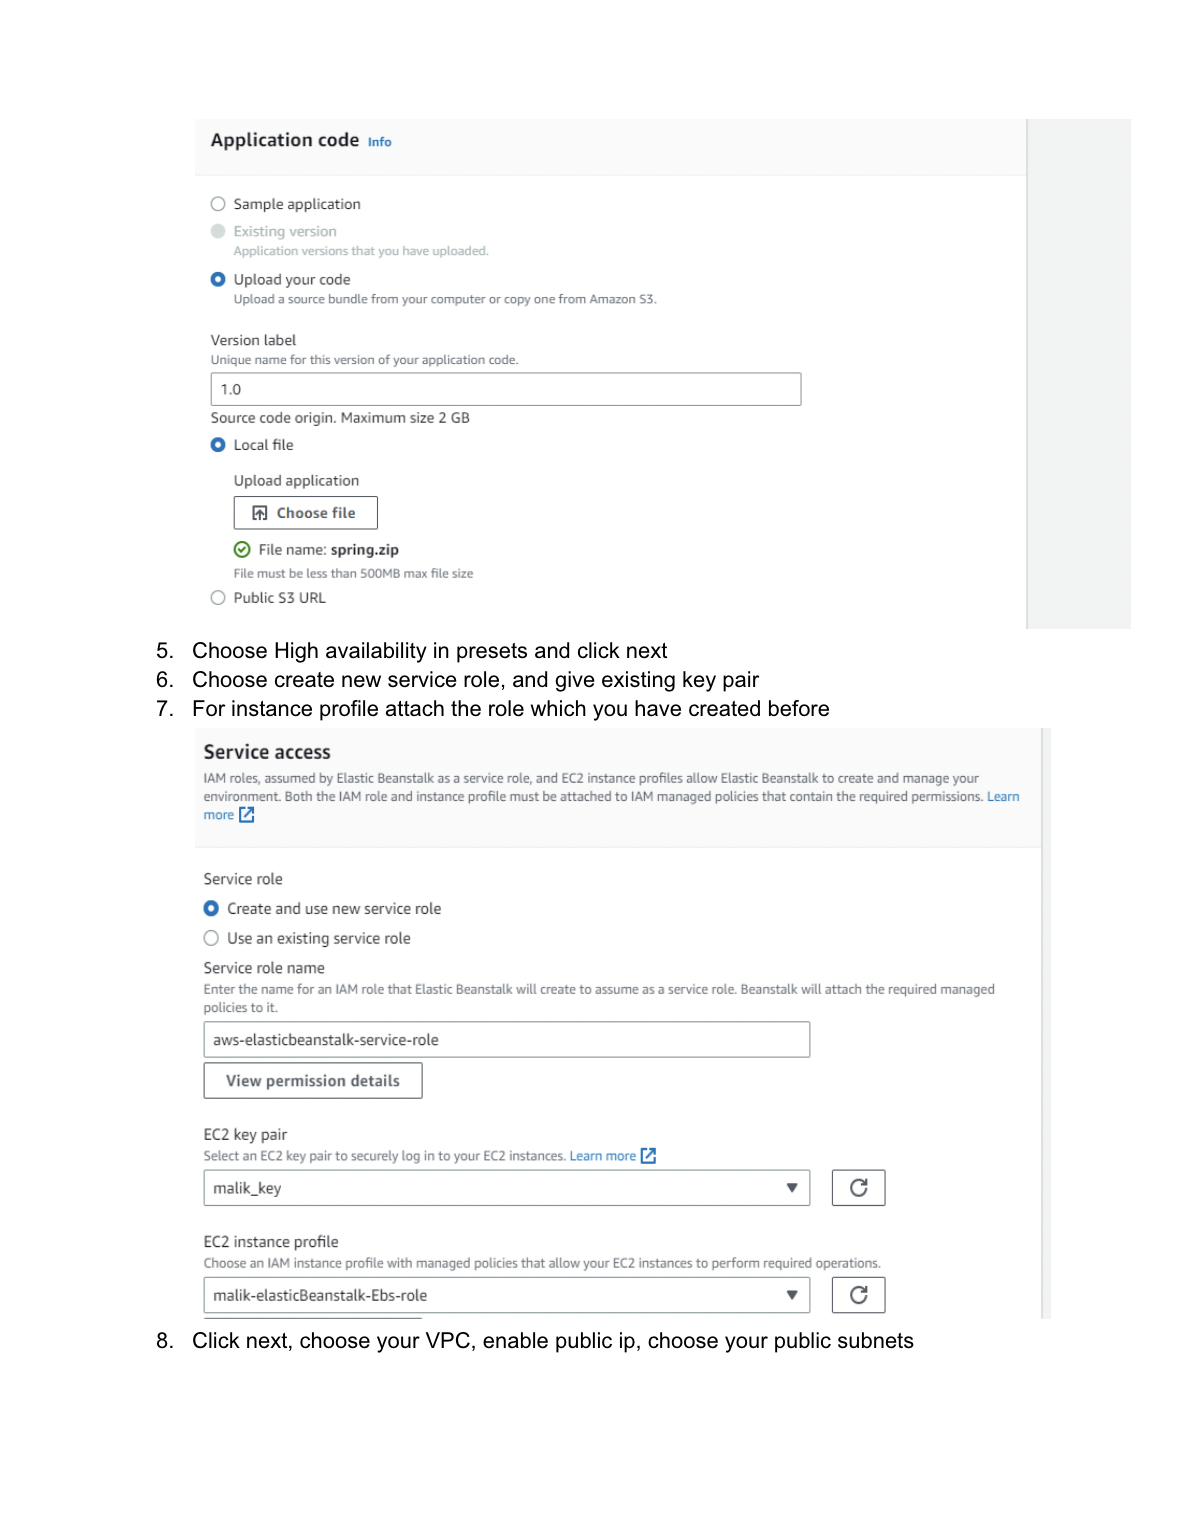 Application code Info
Sample application
Existing version
Application versions that you have uploaded.
Upload your code
Upload a source bundle from your computer or copy one from Amazon S3.
Version label
Unique name for this version of your application code.
1.0
Source code origin. Maximum size 2 GB
Local file
Upload application
Choose file
File name: spring.zip
File must be less than 500MB max file size
Public S3 URL
5. Choose High availability in presets and click next
6. Choose create new service role, and give existing key pair
7. For instance profile attach the role which you have created before
Service access
IAM roles, assumed by Elastic Beanstalk as a service role, and EC2 instance profiles allow Elastic Beanstalk to create and manage your
environment. Both the IAM role and instance profile must be attached to IAM managed policies that contain the required permissions. Learn
more
Service role
Create and use new service role
Use an existing service role
Service role name
Enter the name for an IAM role that Elastic Beanstalk will create to assume as a service role. Beanstalk will attach the required managed
policies to it.
aws-elasticbeanstalk-service-role
View permission details
EC2 key pair
Select an EC2 key pair to securely log in to your EC2 instances. Learn more
malik_key
EC2 instance profile
Choose an IAM instance profile with managed policies that allow your EC2 instances to perform required operations.
malik-elasticBeanstalk-Ebs-role
8. Click next, choose your VPC, enable public ip, choose your public subnets